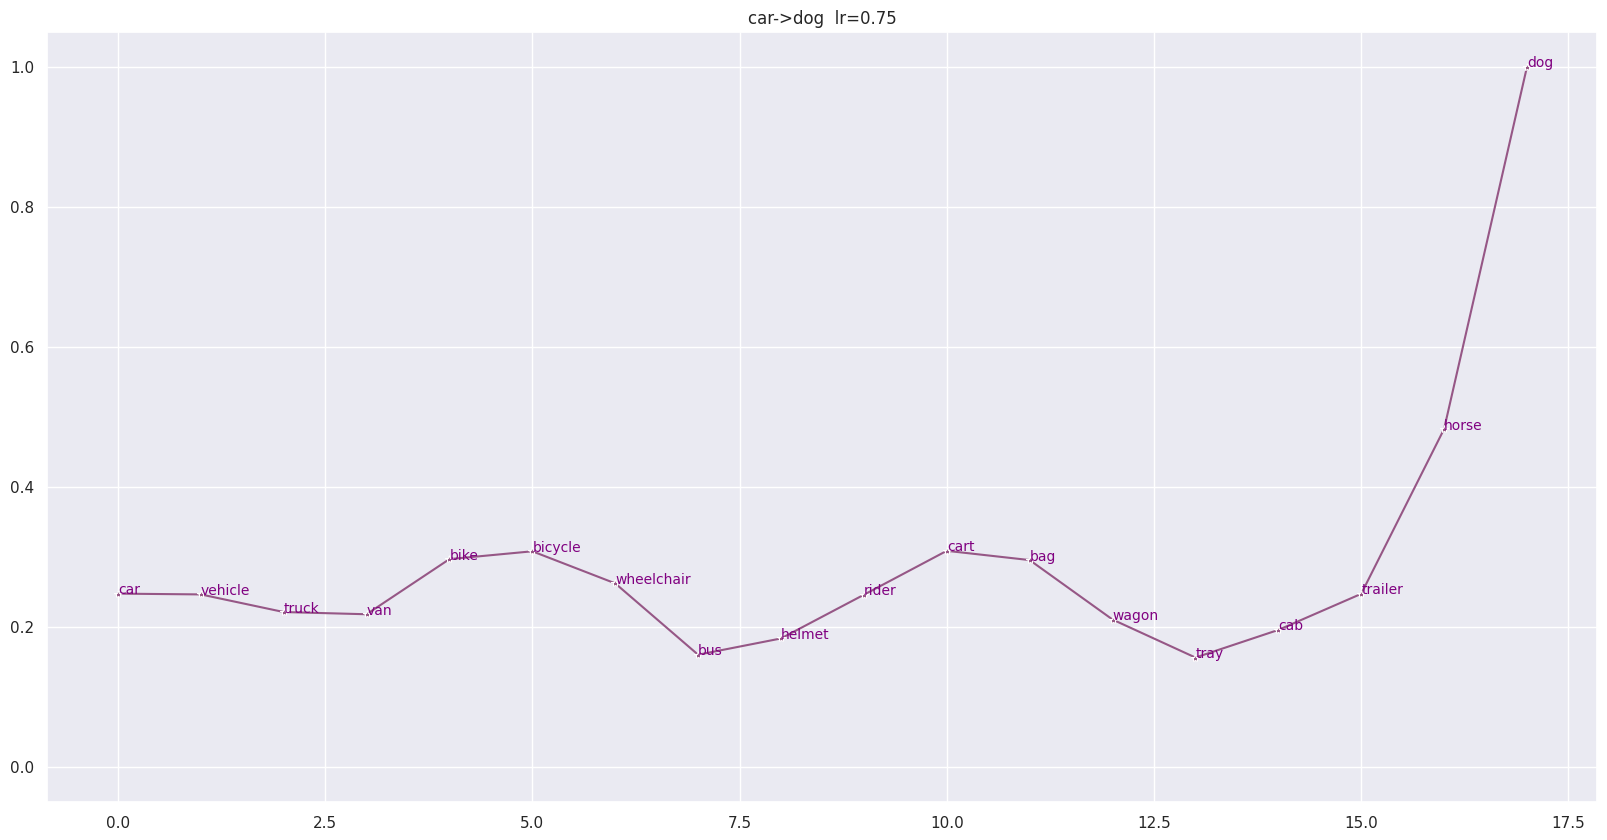 car->dog  lr=0.75
1.0
0.8
0.6
0.4
0.2
0.0
car
vehicle
truck
van
bike
bicycle
wheelchair
bus
helmet
rider
cart
bag
wagon
tray
cab
trailer
horse
dog
0.0 2.5 5.0 7.5 10.0 12.5 15.0 17.5